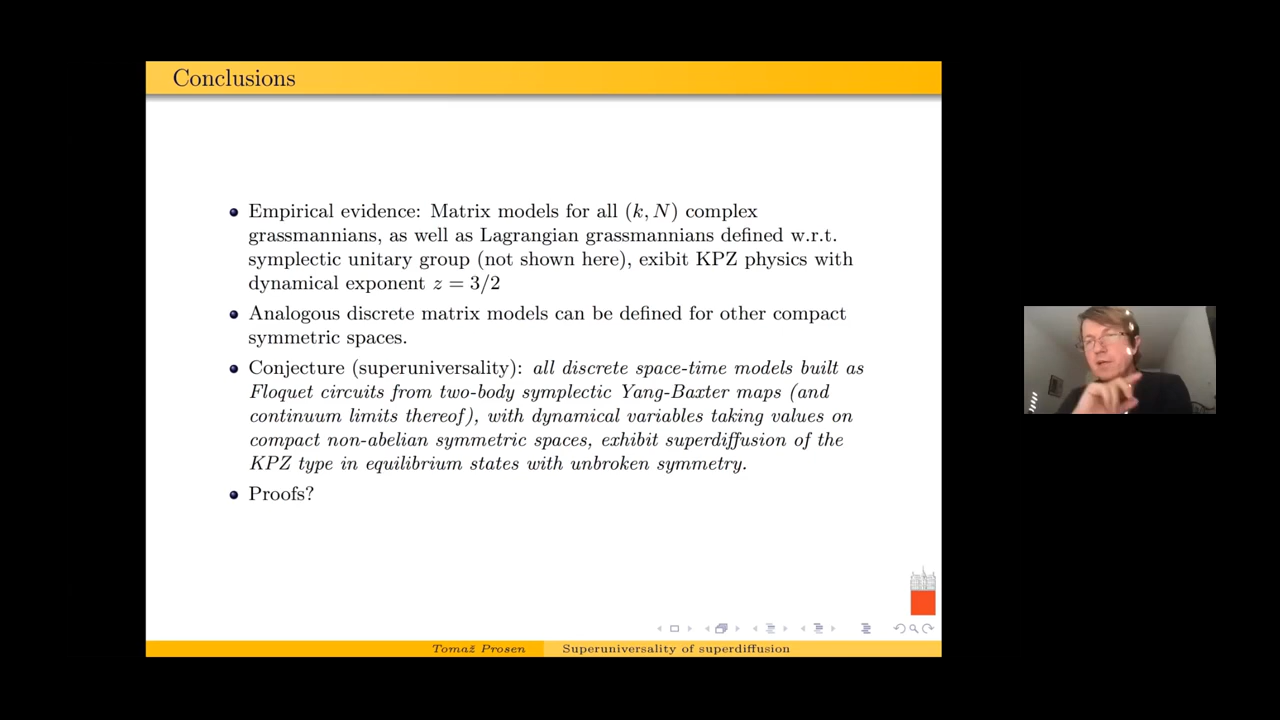 Conclusions
Empirical evidence: Matrix models for all (k, N) complex
grassmannians, as well as Lagrangian grassmannians defined w.r.t.
symplectic unitary group (not shown here), exibit KPZ physics with
dynamical exponent z = 3/2
Analogous discrete matrix models can be defined for other compact
symmetric spaces.
Conjecture (superuniversality): all discrete space-time models built as
Floquet circuits from two-body symplectic Yang-Baxter maps (and
continuum limits thereof), with dynamical variables taking values on
compact non-abelian symmetric spaces, exhibit superdiffusion of the
KPZ type in equilibrium states with unbroken symmetry.
Proofs?
Tomaž Prosen Superuniversality of superdiffusion